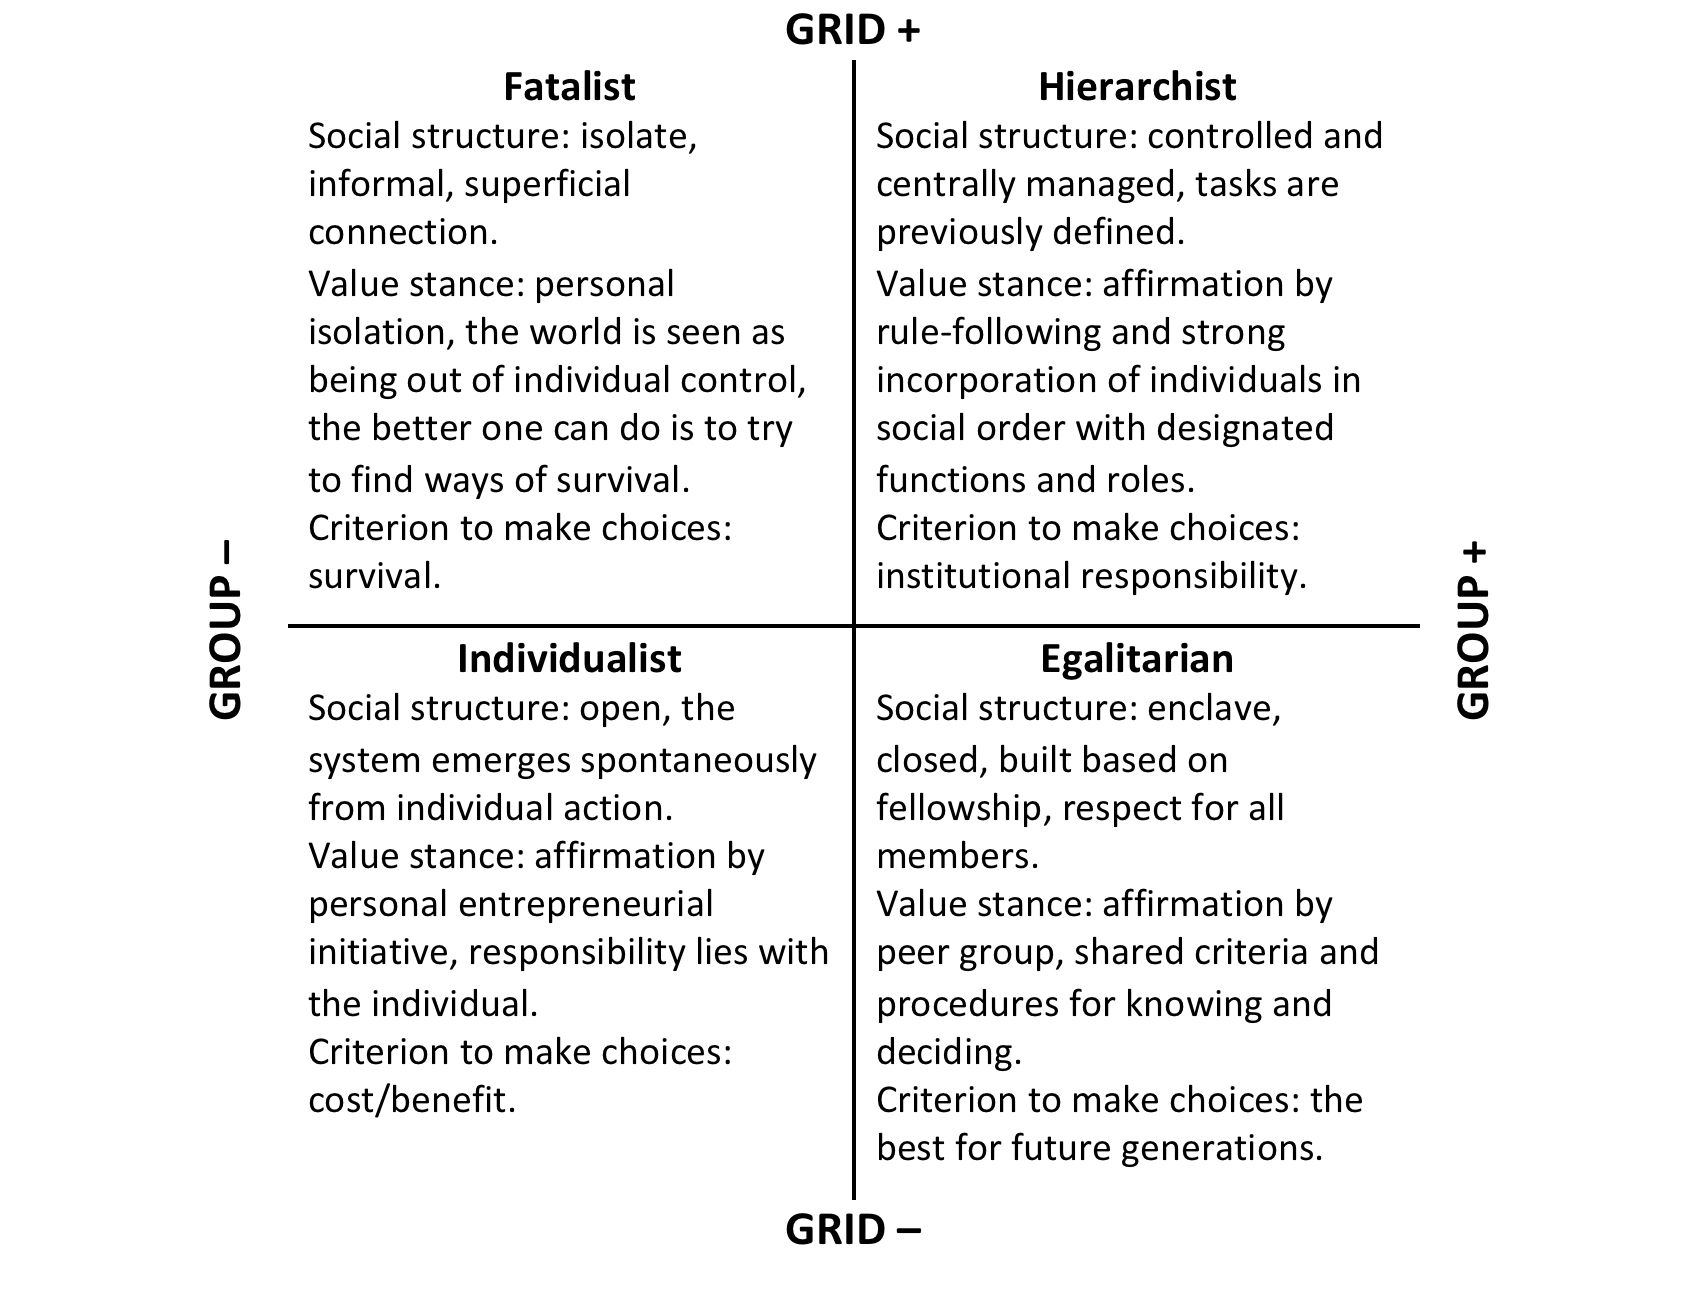 GRID +
Fatalist
Social structure: isolate,
informal, superficial
connection.
Value stance: personal
isolation, the world is seen as
being out of individual control,
the better one can do is to try
to find ways of survival.
Criterion to make choices:
survival.
Hierarchist
Social structure: controlled and
centrally managed, tasks are
previously defined.
Value stance: affirmation by
rule-following and strong
incorporation of individuals in
social order with designated
functions and roles.
Criterion to make choices:
institutional responsibility.
GROUP –
GROUP +
Individualist
Social structure: open, the
system emerges spontaneously
from individual action.
Value stance: affirmation by
personal entrepreneurial
initiative, responsibility lies with
the individual.
Criterion to make choices:
cost/benefit.
Egalitarian
Social structure: enclave,
closed, built based on
fellowship, respect for all
members.
Value stance: affirmation by
peer group, shared criteria and
procedures for knowing and
deciding.
Criterion to make choices: the
best for future generations.
GRID –